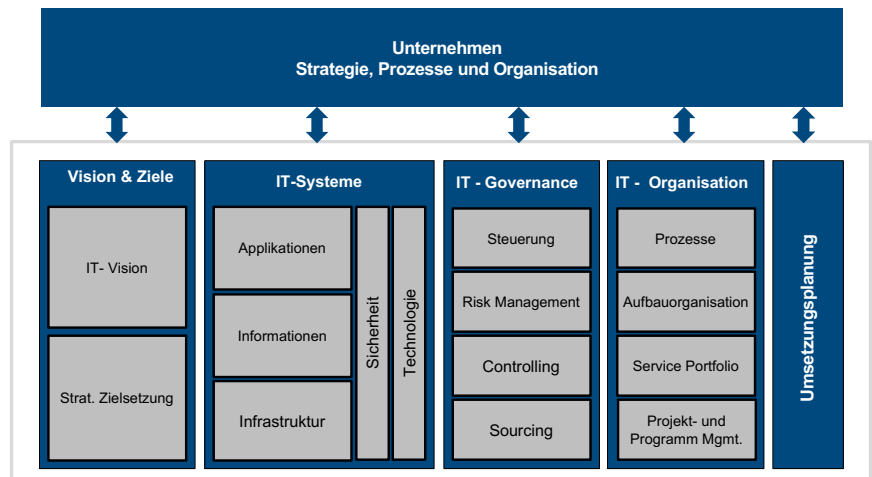 Unternehmen
Strategie, Prozesse und Organisation
Vision & Ziele
IT- Vision
Strat. Zielsetzung
IT-Systeme
Applikationen
Informationen
Infrastruktur
Sicherheit
Technologie
IT - Governance
Steuerung
Risk Management
Controlling
Sourcing
IT - Organisation
Prozesse
Aufbauorganisation
Service Portfolio
Projekt- und
Programm Mgmt.
Umsetzungsplanung